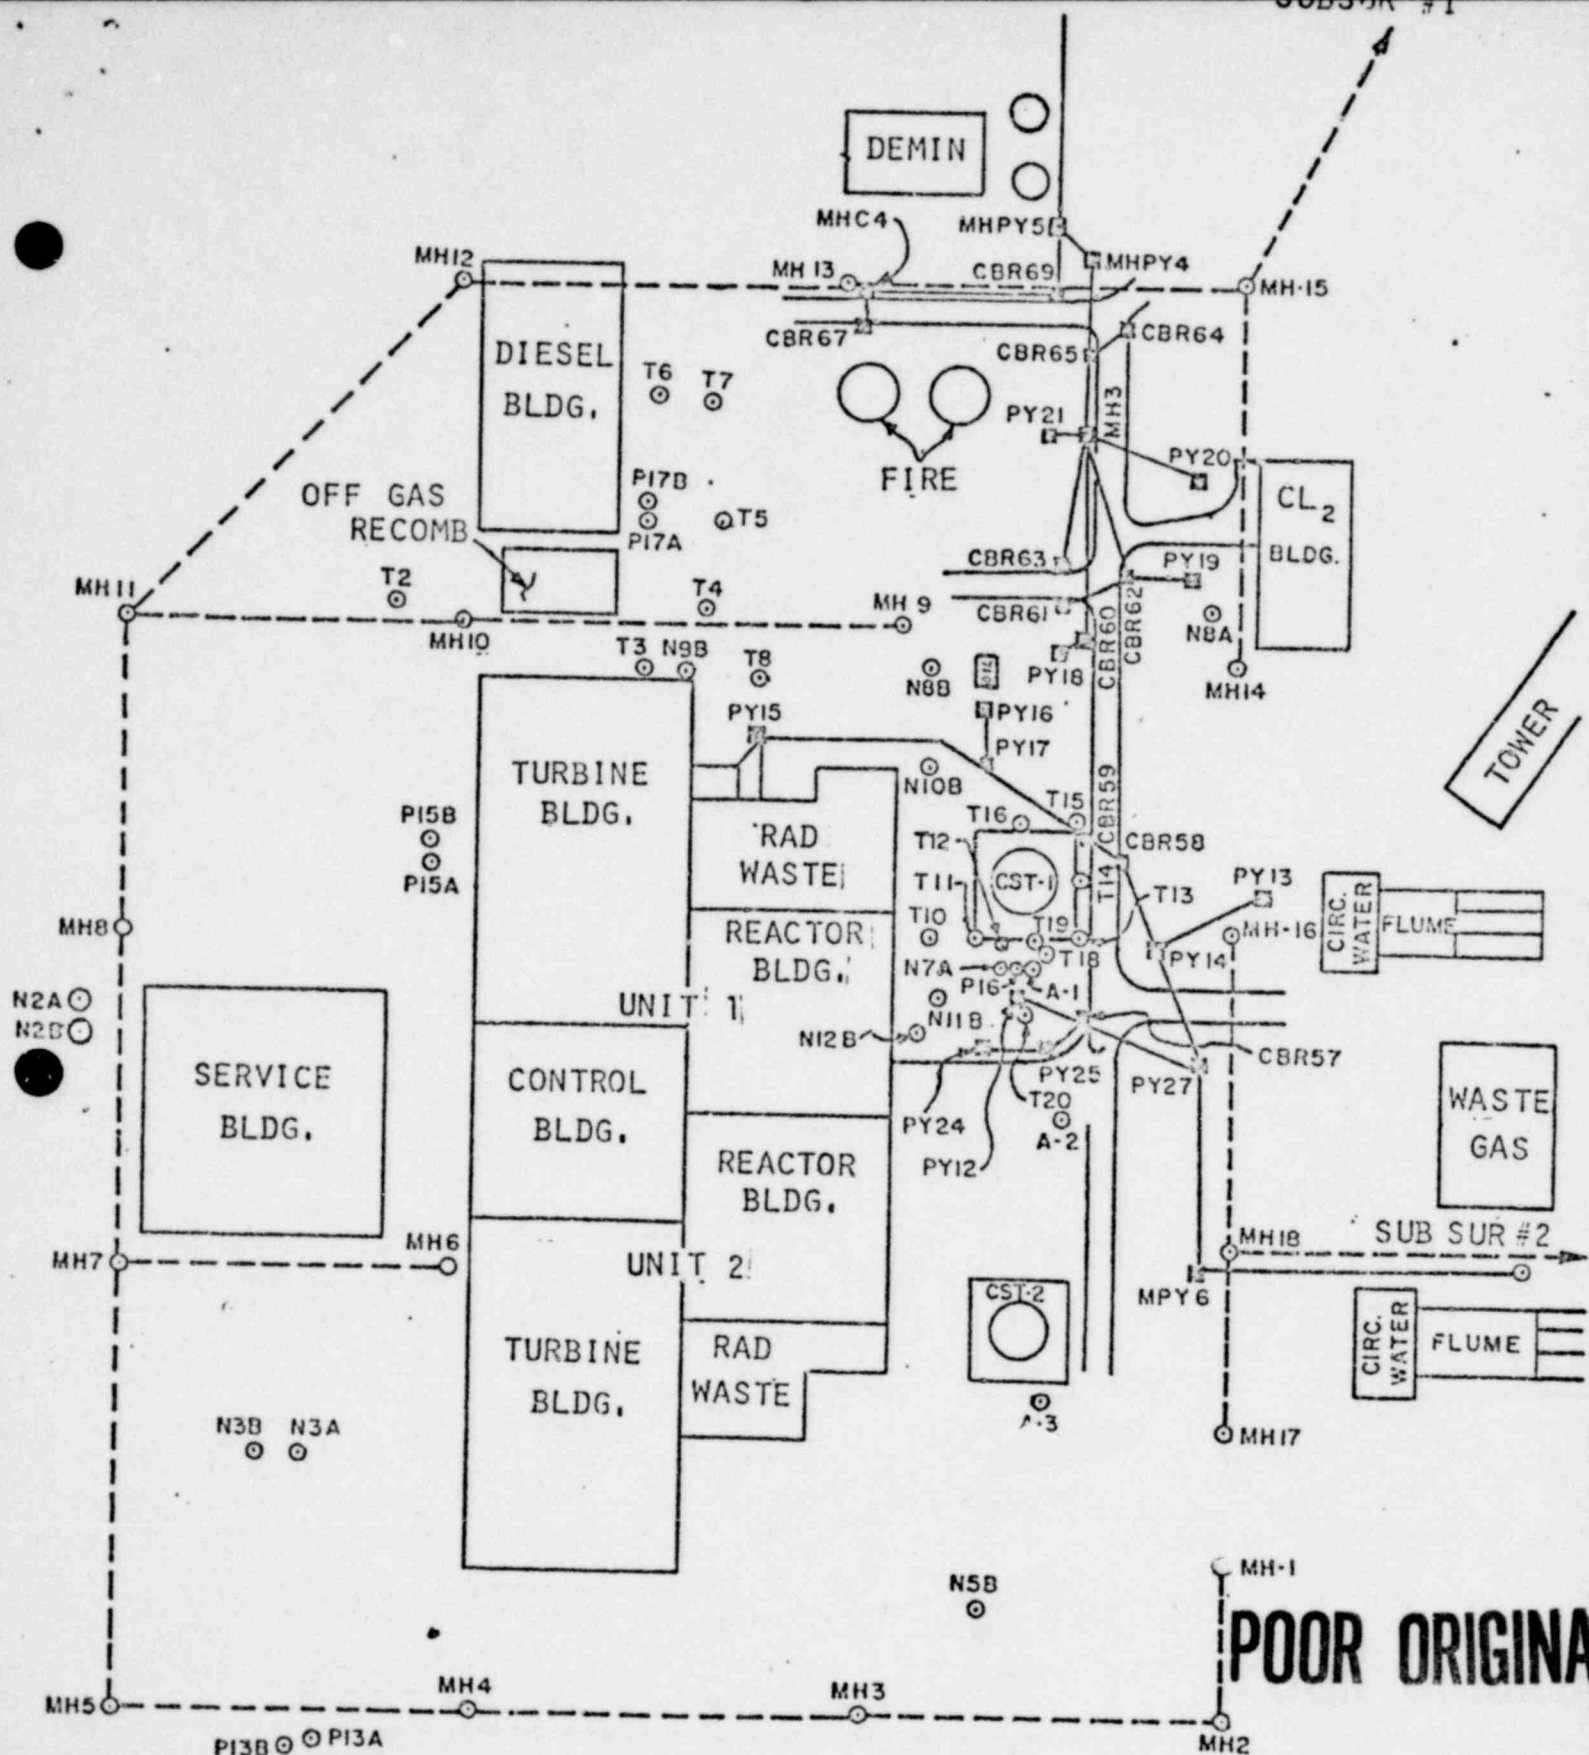 SUBSUR #1
DEMIN
MHC4
MHPY5
MH12
MH13
CBR69
MHPY4
MH-15
CBR67
CBR65
CBR64
DIESEL
BLDG.
T6
T7
MH3
PY21
PY20
FIRE
P17B
CL2
BLDG.
OFF GAS
RECOMB
T5
P17A
CBR63
PY19
MH11
T2
T4
MH 9
CBR61
CBR60
CBR62
N8A
MH10
T3
N9B
T8
N8B
PY18
MH14
PY15
PY16
TOWER
TURBINE
BLDG.
PY17
N10B
T16
T15
CBR59
P15B
RAD
WASTE
T12
CBR58
P15A
T11
CST-1
T14
T13
PY13
CIRC.
WATER
FLUME
MH8
REACTOR
BLDG.
T10
T19
MH-16
T18
PY14
N7A
N2A
P16
A-1
UNIT 1
N11B
N2B
N12B
CBR57
SERVICE
BLDG.
CONTROL
BLDG.
PY25
PY27
WASTE
GAS
T20
PY24
A-2
PY12
REACTOR
BLDG.
MH7
MH6
MH18
SUB SUR #2
UNIT 2
CST-2
MPY6
TURBINE
BLDG.
RAD
WASTE
CIRC.
WATER
FLUME
A-3
N3B
N3A
MH17
N5B
MH-1
POOR ORIGINA
MH5
MH4
MH3
MH2
P13B
P13A